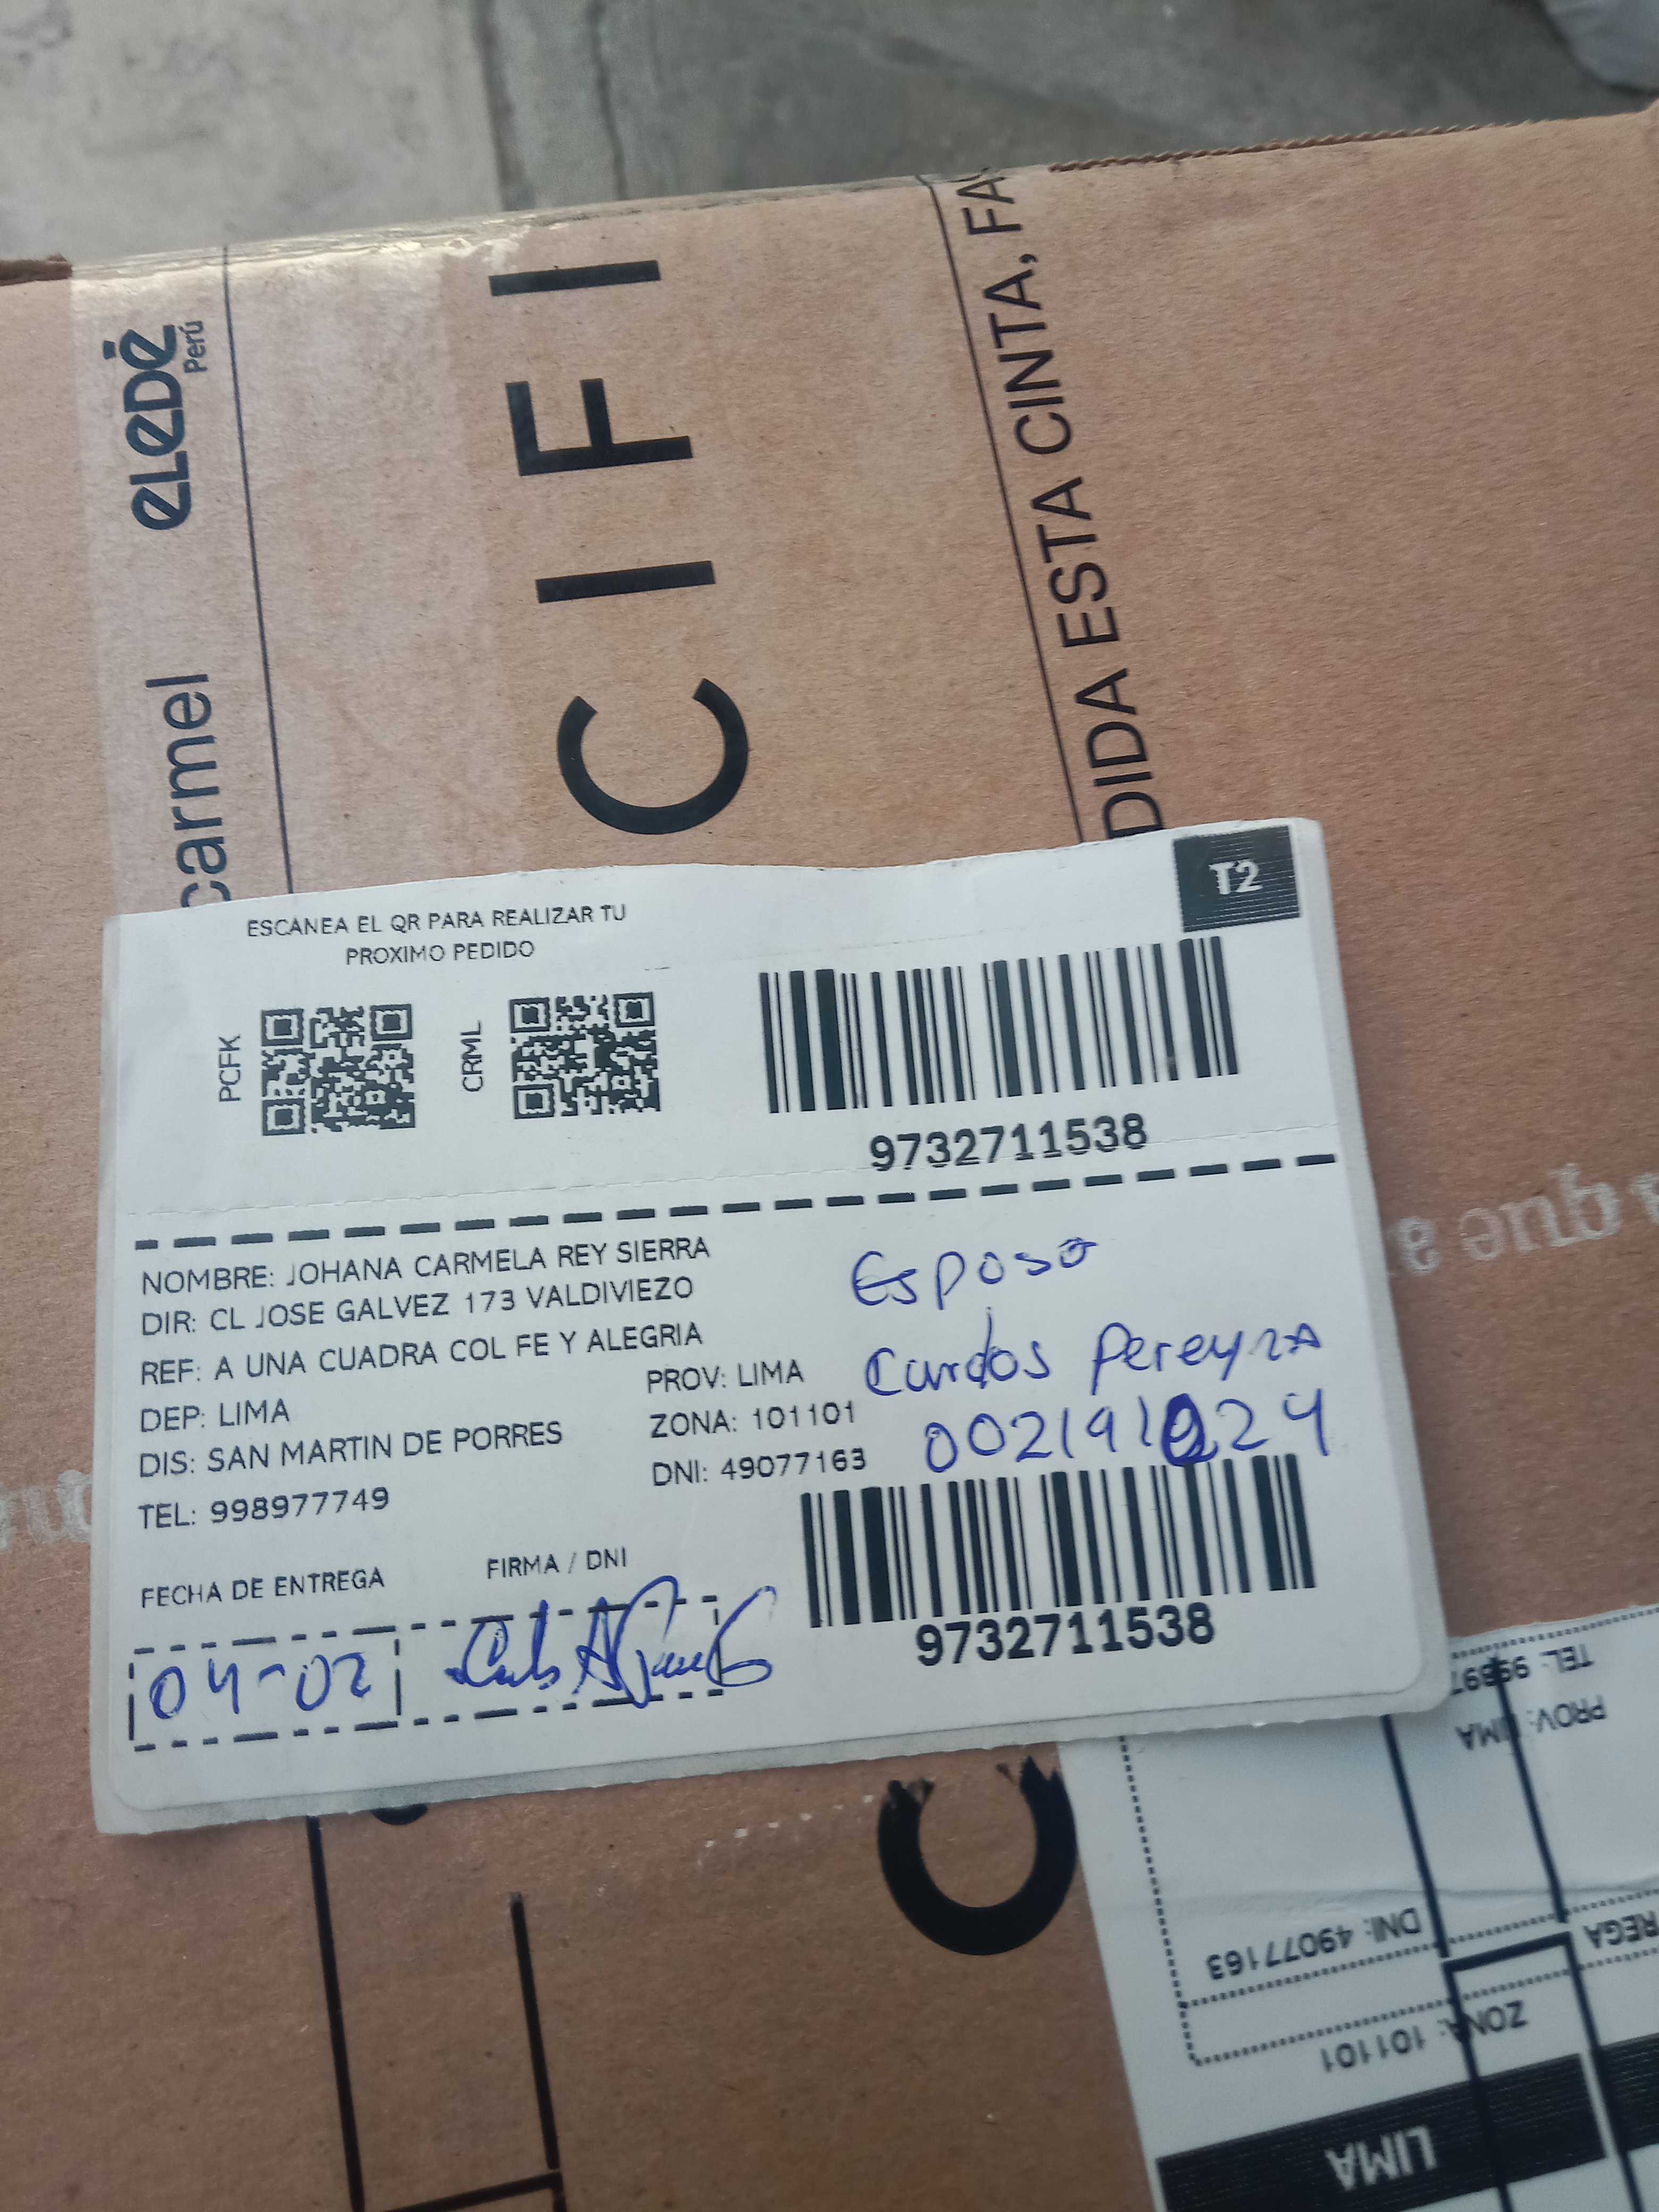 eLeDé
Perú
carmel
CIFI
DIDA ESTA CINTA, FA
T2
ESCANEA EL QR PARA REALIZAR TU
PROXIMO PEDIDO
PCFK
CRML
9732711538
NOMBRE: JOHANA CARMELA REY SIERRA
DIR: CL JOSE GALVEZ 173 VALDIVIEZO
REF: A UNA CUADRA COL FE Y ALEGRIA
DEP: LIMA PROV: LIMA
DIS: SAN MARTIN DE PORRES ZONA: 101101
TEL: 998977749 DNI: 49077163
Esposo
Carlos Pereyra
002191024
FECHA DE ENTREGA FIRMA / DNI
04-02
9732711538
PROV: LIMA
DNI: 49077163
ZONA: 101101
LIMA